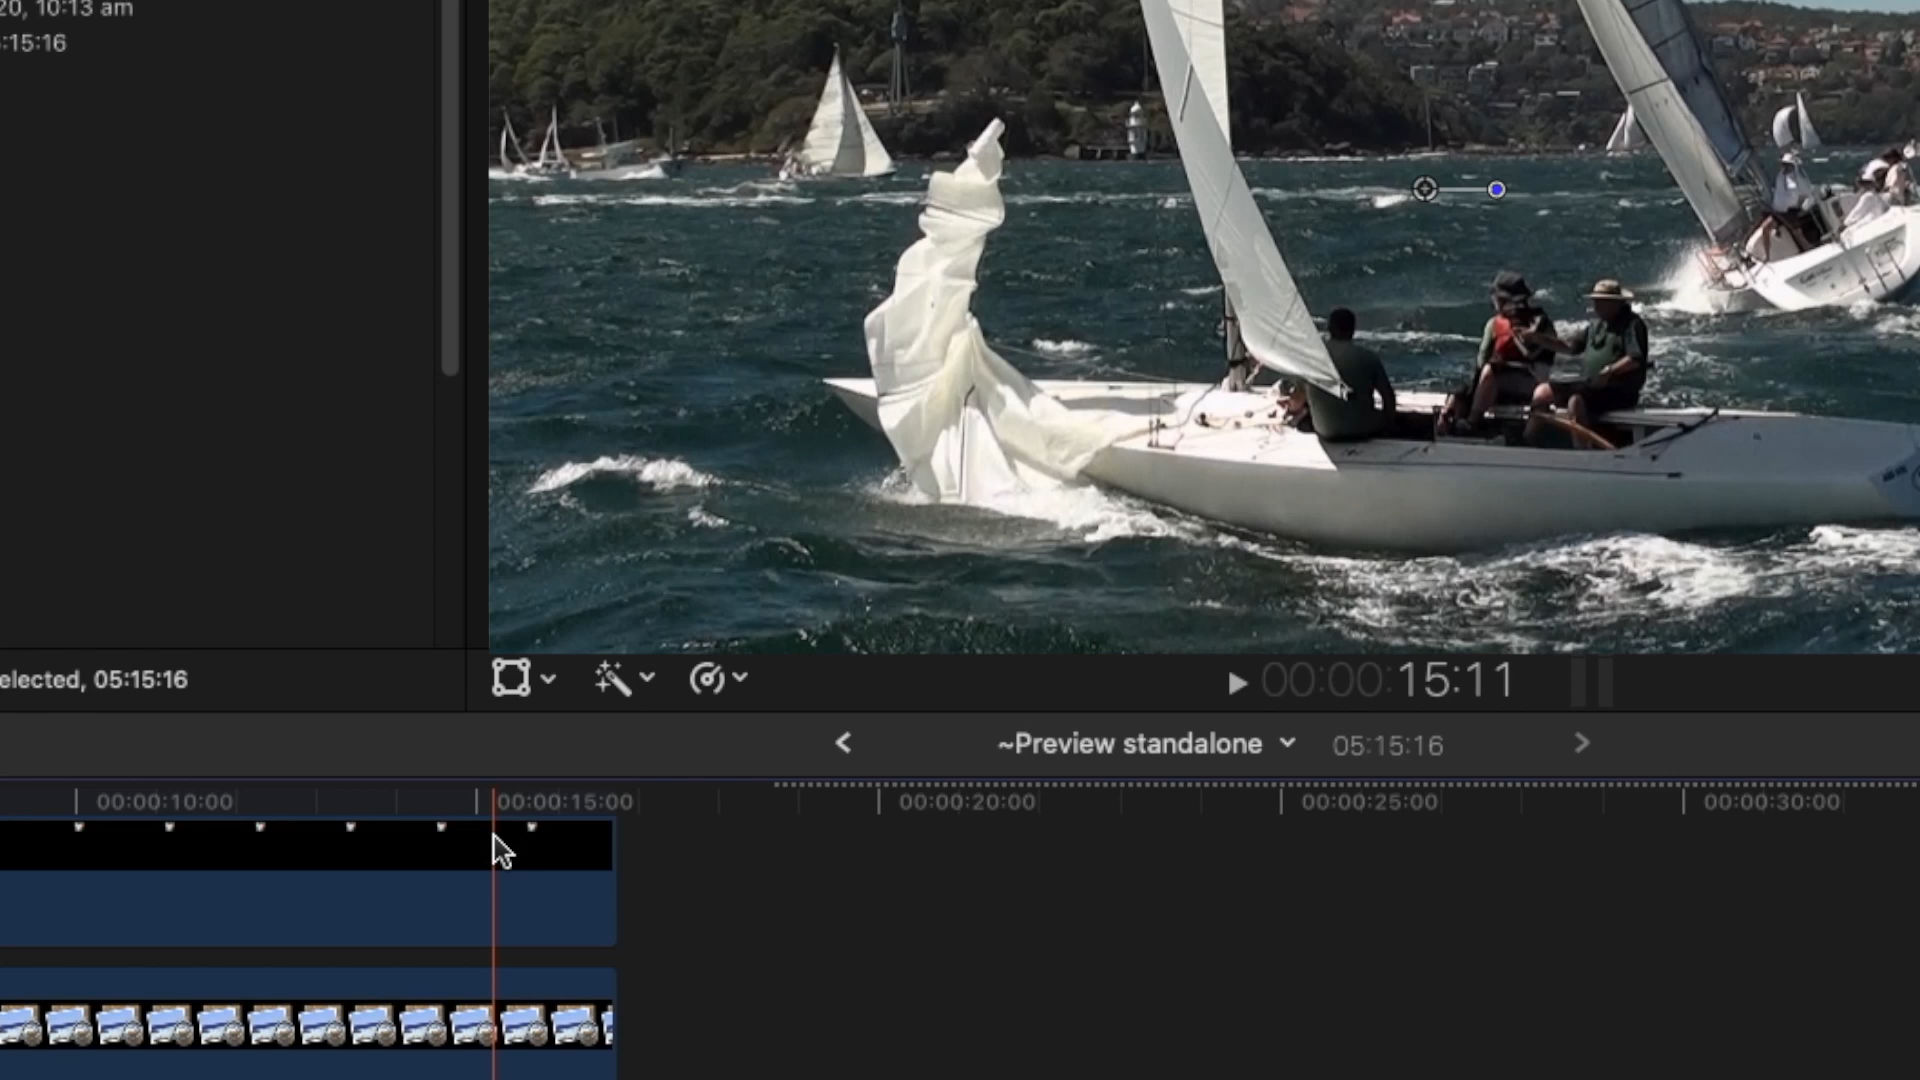 20, 10:13 am
:15:16
elected, 05:15:16
00:00:15:11
~Preview standalone 05:15:16
00:00:10:00 00:00:15:00 00:00:20:00 00:00:25:00 00:00:30:00